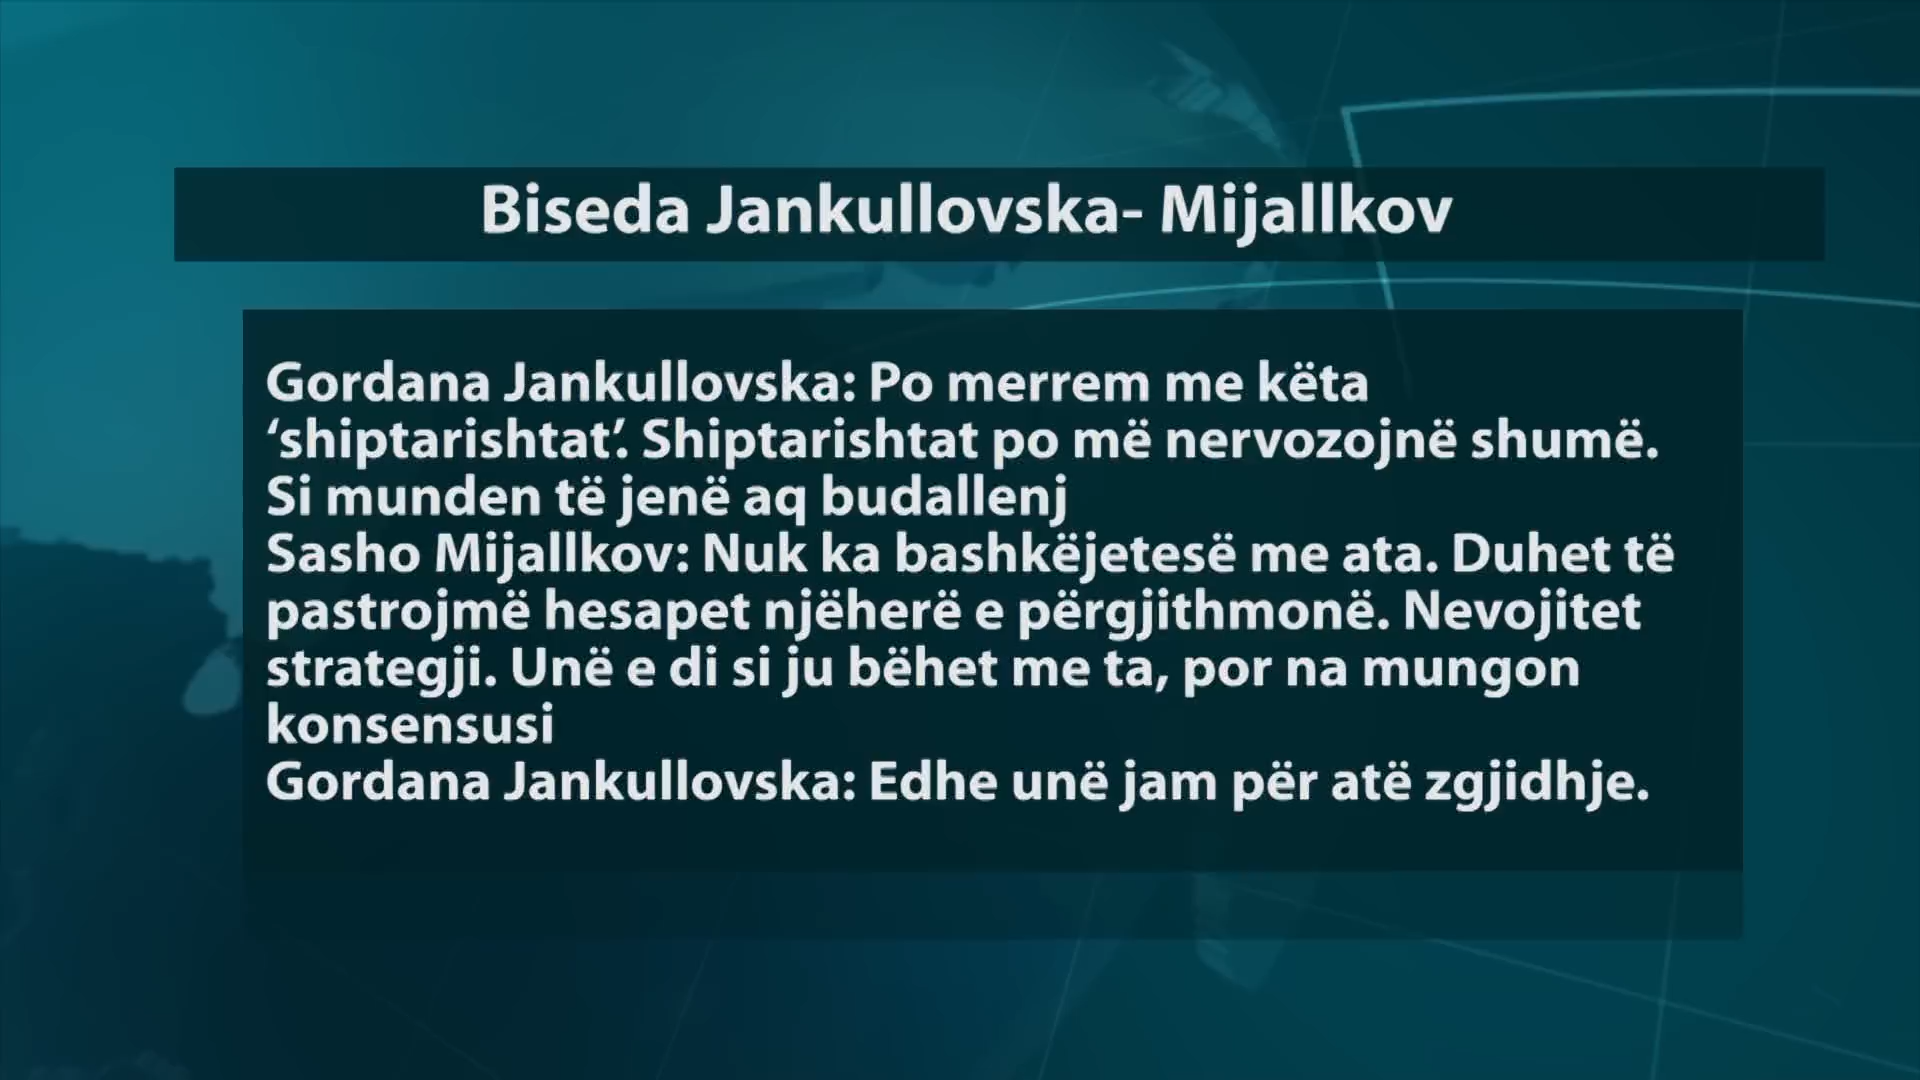 Biseda Jankullovska- Mijallkov
Gordana Jankullovska: Po merrem me këta
‘shiptarishtat’. Shiptarishtat po më nervozojnë shumë.
Si munden të jenë aq budallenj
Sasho Mijallkov: Nuk ka bashkëjetesë me ata. Duhet të
pastrojmë hesapet njëherë e përgjithmonë. Nevojitet
strategji. Unë e di si ju bëhet me ta, por na mungon
konsensusi
Gordana Jankullovska: Edhe unë jam për atë zgjidhje.